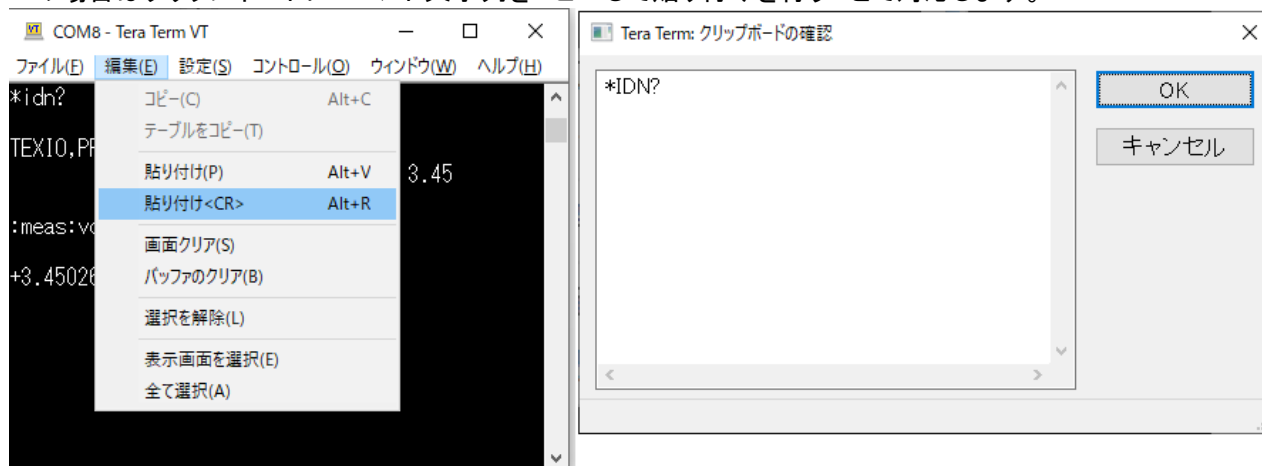 COM8 - Tera Term VT
ファイル(F) 編集(E) 設定(S) コントロール(O) ウィンドウ(W) ヘルプ(H)
*idn?
TEXIO,PF
3.45
:meas:vo
+3.45026
コピー(C) Alt+C
テーブルをコピー(T)
貼り付け(P) Alt+V
貼り付け<CR> Alt+R
画面クリア(S)
バッファのクリア(B)
選択を解除(L)
表示画面を選択(E)
全て選択(A)
Tera Term: クリップボードの確認
*IDN?
OK
キャンセル